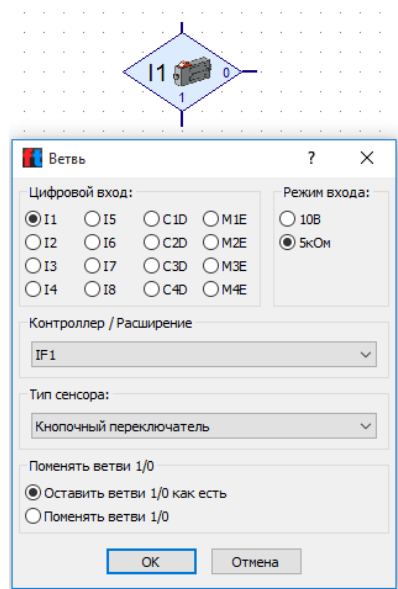 I1 0
1
ft Ветвь ? X
Цифровой вход: Режим входа:
I1 I5 C1D M1E 10В
I2 I6 C2D M2E 5кОм
I3 I7 C3D M3E
I4 I8 C4D M4E
Контроллер / Расширение
IF1
Тип сенсора:
Кнопочный переключатель
Поменять ветви 1/0
Оставить ветви 1/0 как есть
Поменять ветви 1/0
OK Отмена